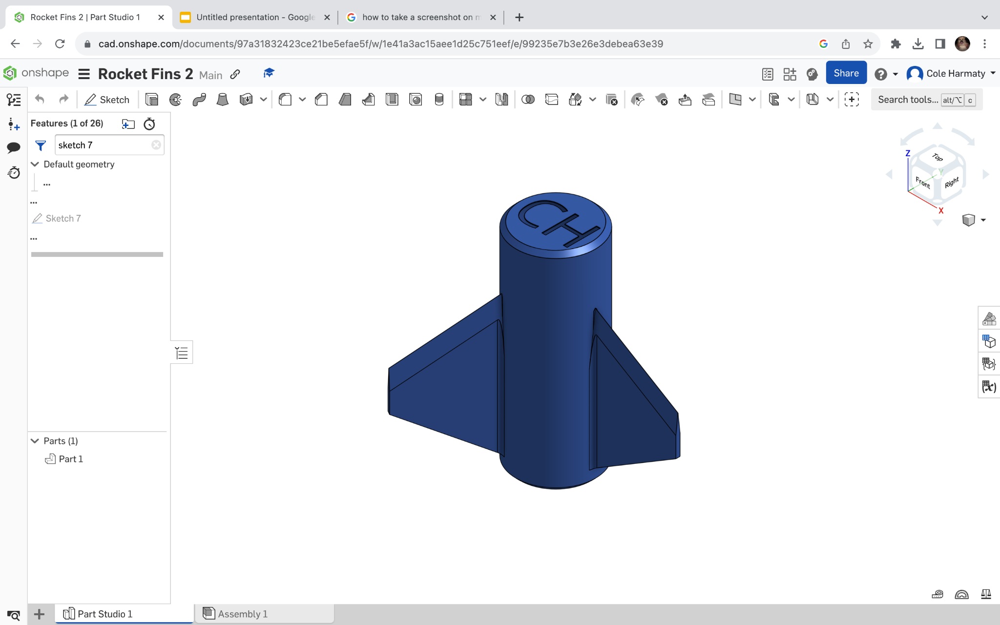 Rocket Fins 2 | Part Studio 1
Untitled presentation - Google
how to take a screenshot on m
cad.onshape.com/documents/97a31832423ce21be5efae5f/w/1e41a3ac15aee1d25c751eef/e/99235e7b3e26e3debea63e39
onshape Rocket Fins 2 Main
Share
Cole Harmaty
Sketch
Search tools... alt/⌥ c
Features (1 of 26)
sketch 7
Default geometry
...
...
Sketch 7
...
Parts (1)
Part 1
CH
Z
Top
Y
Front
Right
X
(x)
Part Studio 1
Assembly 1